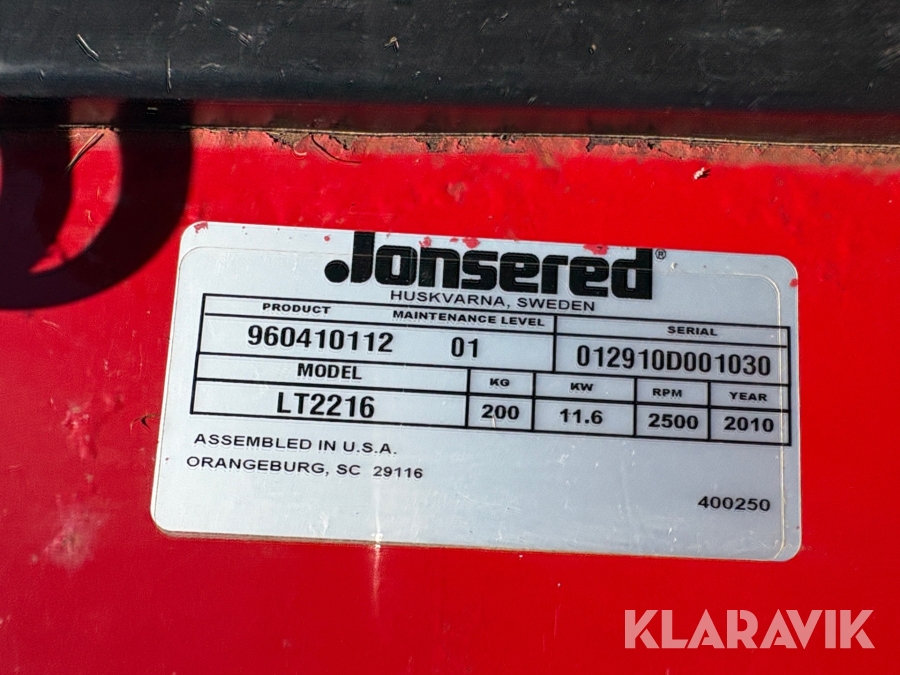 Jonsered®
HUSKVARNA, SWEDEN
PRODUCT MAINTENANCE LEVEL SERIAL
960410112 01 012910D001030
MODEL KG KW RPM YEAR
LT2216 200 11.6 2500 2010
ASSEMBLED IN U.S.A.
ORANGEBURG, SC 29116
400250
KLARAVIK